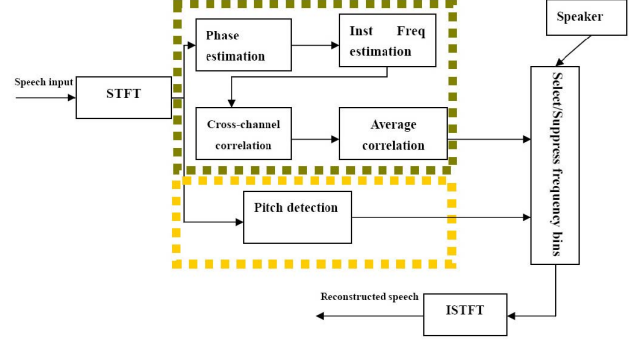 Speaker
Phase
estimation
Inst Freq
estimation
Speech input
STFT
Cross-channel
correlation
Average
correlation
Select/Suppress frequency bins
Pitch detection
Reconstructed speech
ISTFT